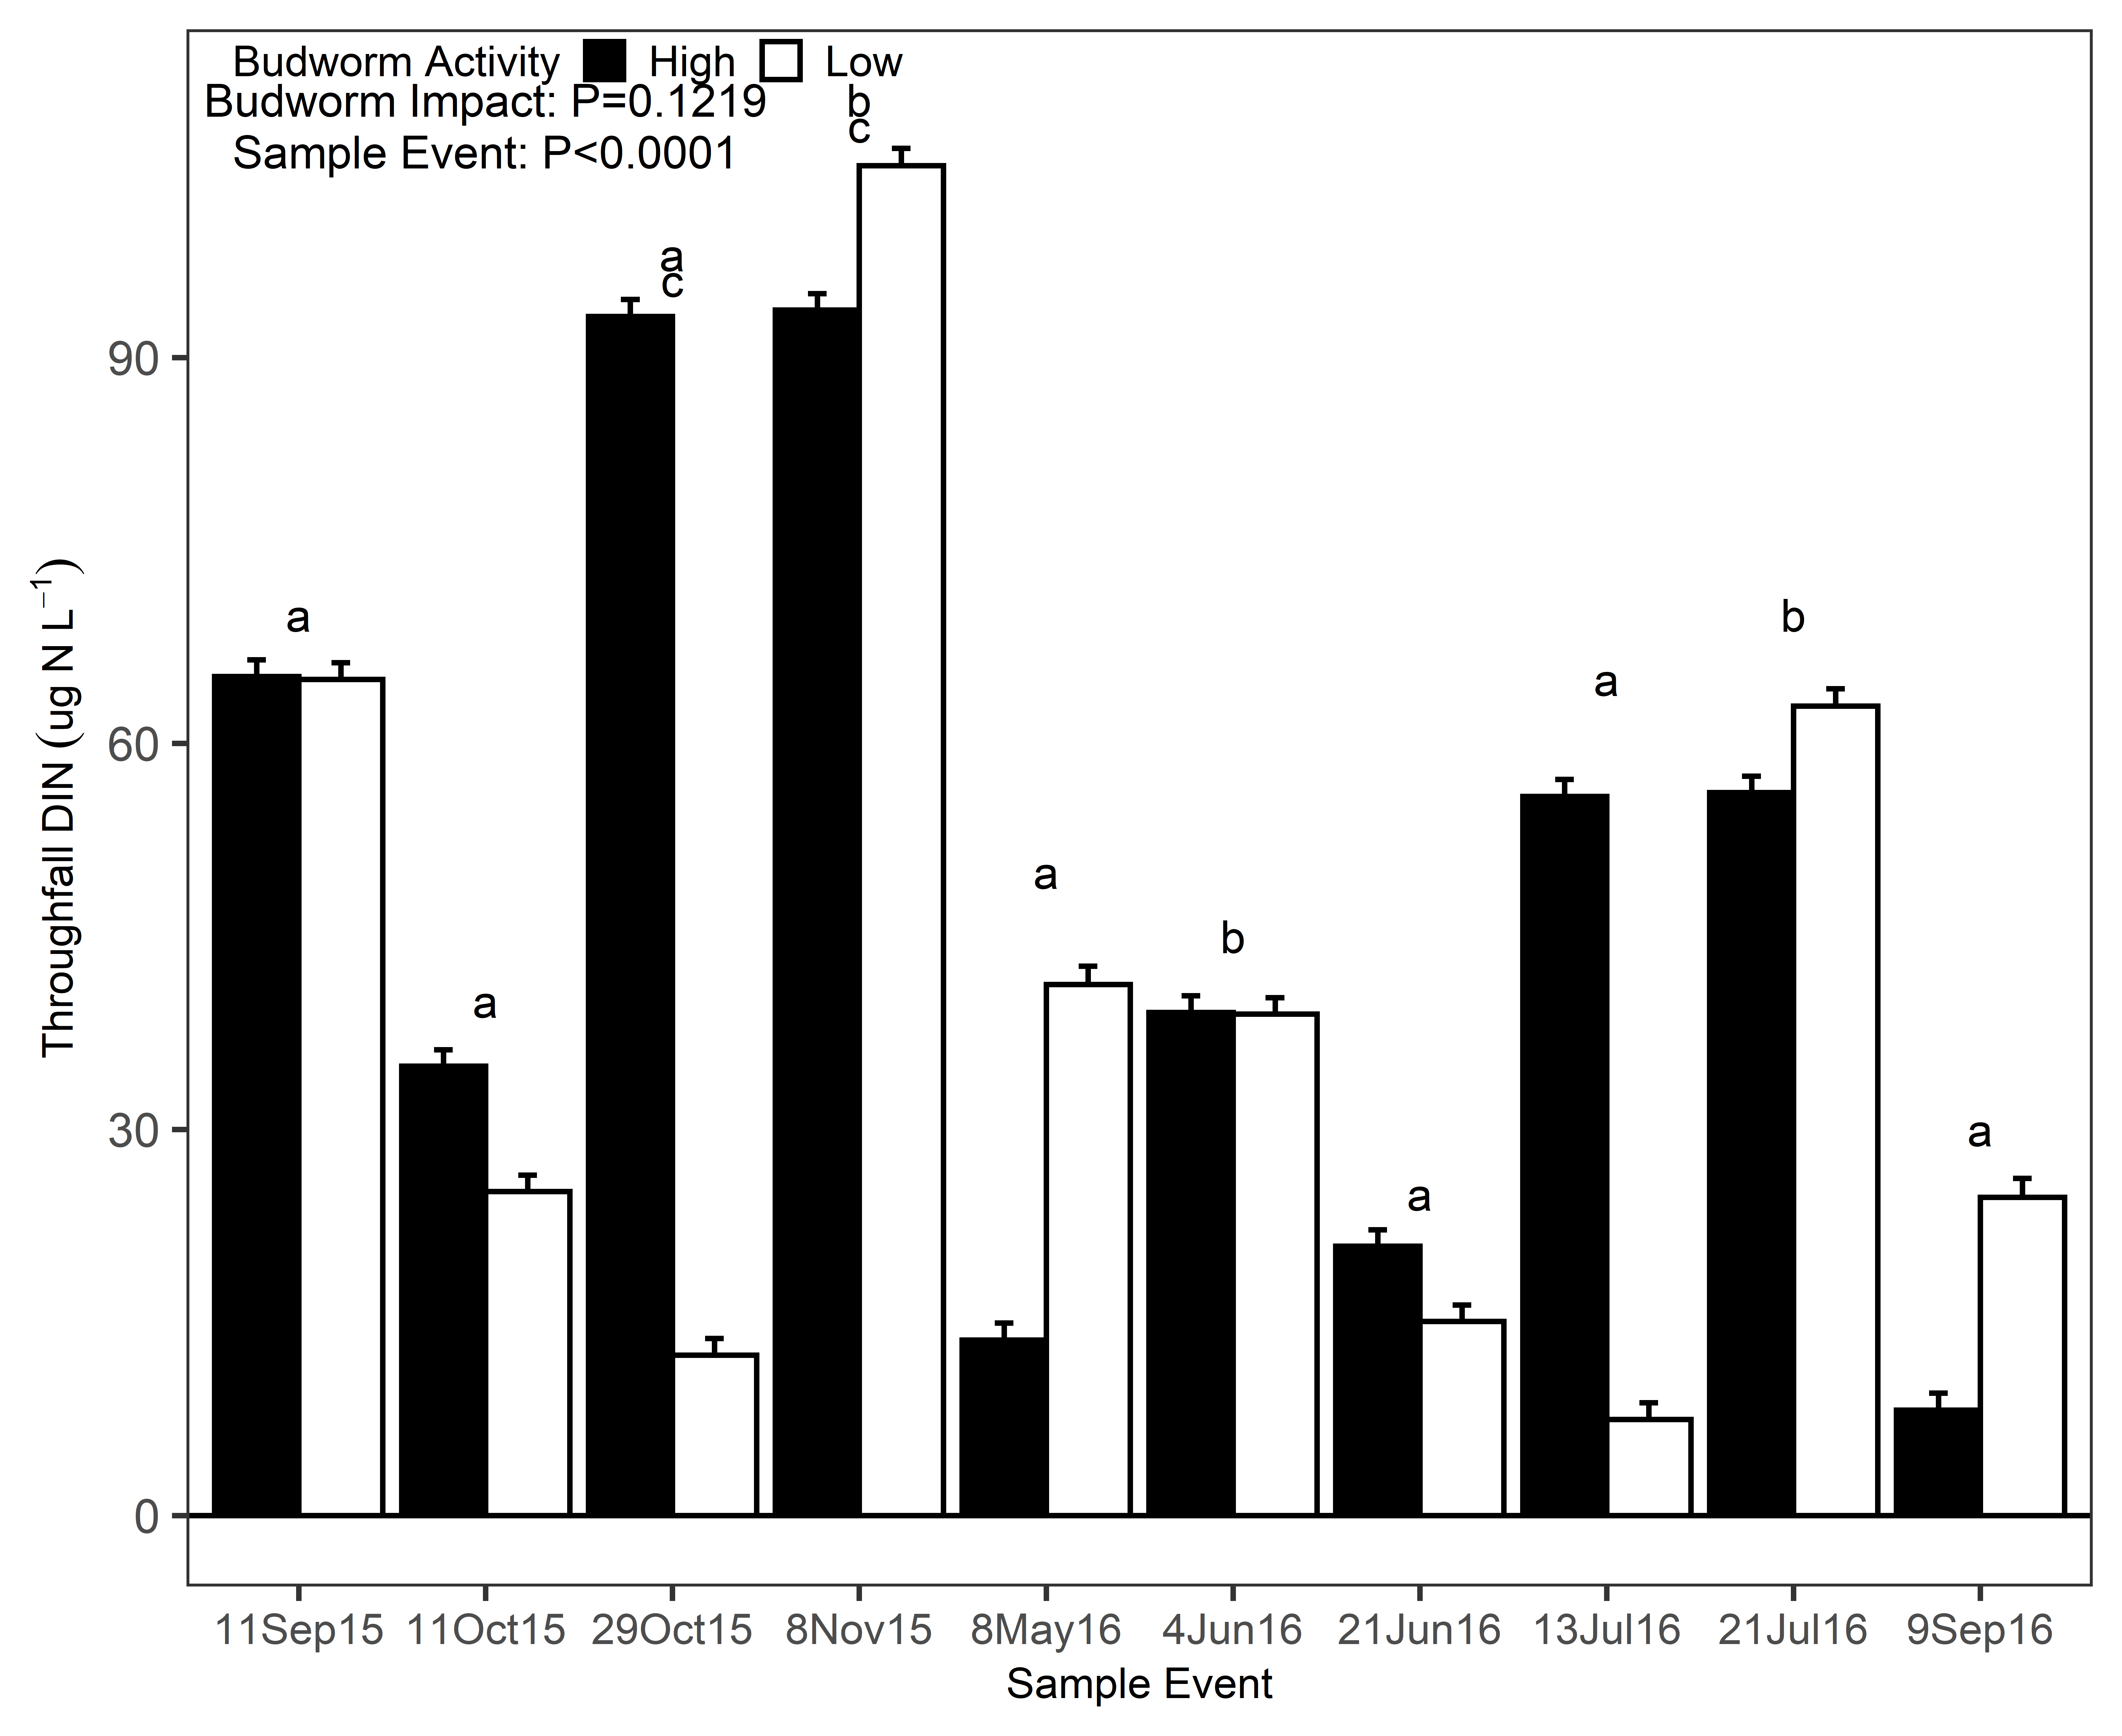 Budworm Activity High Low
Budworm Impact: P=0.1219
Sample Event: P<0.0001
b
c
a
c
90
a
b
60
a
a
b
a
30
a
a
0
Throughfall DIN (ug N L⁻¹)
11Sep15 11Oct15 29Oct15 8Nov15 8May16 4Jun16 21Jun16 13Jul16 21Jul16 9Sep16
Sample Event